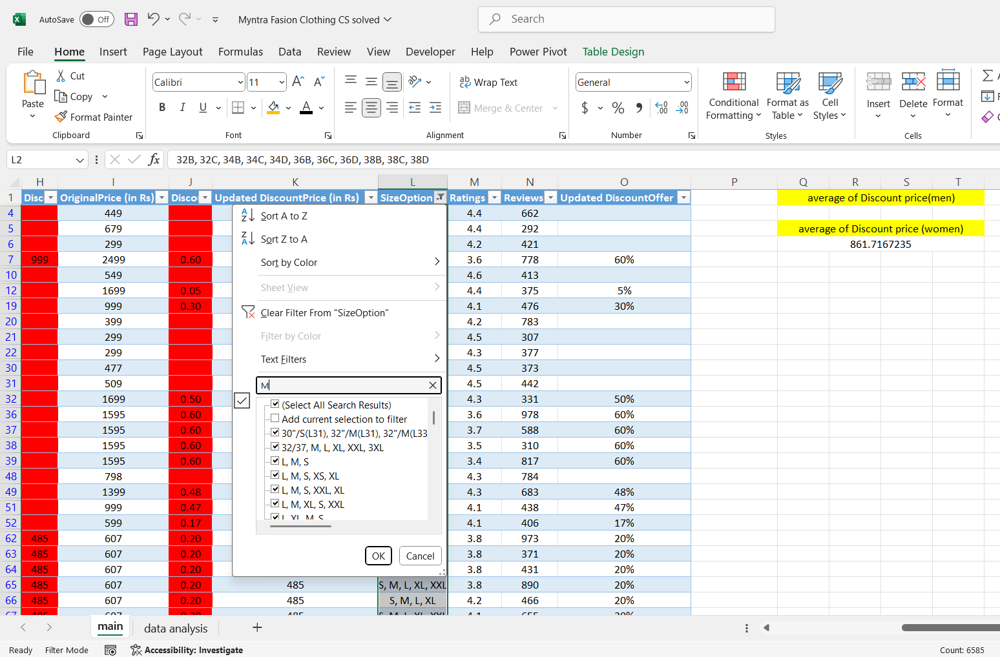 AutoSave Off Myntra Fasion Clothing CS solved Search
File Home Insert Page Layout Formulas Data Review View Developer Help Power Pivot Table Design
Paste
Cut
Copy
Format Painter
Clipboard
Calibri 11
B I U A
Font
Wrap Text
Merge & Center
Alignment
General
$ % ,
Number
Conditional Formatting
Format as Table
Cell Styles
Styles
Insert Delete Format
Cells
L2 fx 32B, 32C, 34B, 34C, 34D, 36B, 36C, 36D, 38B, 38C, 38D
H I J K L M N O P Q R S T
1 Disc OriginalPrice (in Rs) Disco Updated DiscountPrice (in Rs) SizeOption Ratings Reviews Updated DiscountOffer average of Discount price(men)
4 449 4.4 662
5 679 4.4 292 average of Discount price (women)
6 299 4.2 421 861.7167235
7 999 2499 0.60 3.6 778 60%
10 549 4.6 413
12 1699 0.05 4.4 375 5%
19 999 0.30 4.1 476 30%
20 399 4.2 783
21 299 4.5 307
22 299 4.3 377
30 477 4.5 373
31 509 4.5 442
32 1699 0.50 4.3 331 50%
36 1595 0.60 3.6 978 60%
37 1595 0.60 3.7 588 60%
38 1595 0.60 3.5 310 60%
39 1595 0.60 3.4 817 60%
48 798 4.3 784
49 1399 0.48 4.3 683 48%
51 999 0.47 4.1 438 47%
52 599 0.17 4.1 406 17%
62 485 607 0.20 3.8 973 20%
63 485 607 0.20 3.8 371 20%
64 485 607 0.20 3.8 431 20%
65 485 607 0.20 485 S, M, L, XL, XXL 3.8 890 20%
66 485 607 0.20 485 S, M, L, XL 4.2 466 20%
67 485 607 0.20 485 S, M, L, XL, XXL 4.1 655 20%
Sort A to Z
Sort Z to A
Sort by Color
Sheet View
Clear Filter From "SizeOption"
Filter by Color
Text Filters
M
(Select All Search Results)
Add current selection to filter
30"/S(L31), 32"/M(L31), 32"/M(L33
32/37, M, L, XL, XXL, 3XL
L, M, S
L, M, S, XS, XL
L, M, S, XXL, XL
L, M, XL, S, XXL
L, XL, M, S
OK Cancel
main data analysis
Ready Filter Mode Accessibility: Investigate Count: 6585